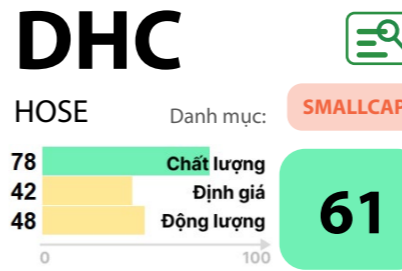 DHC
HOSE
Danh mục:
SMALLCAP
78 Chất lượng
42 Định giá
48 Động lượng
0 100
61